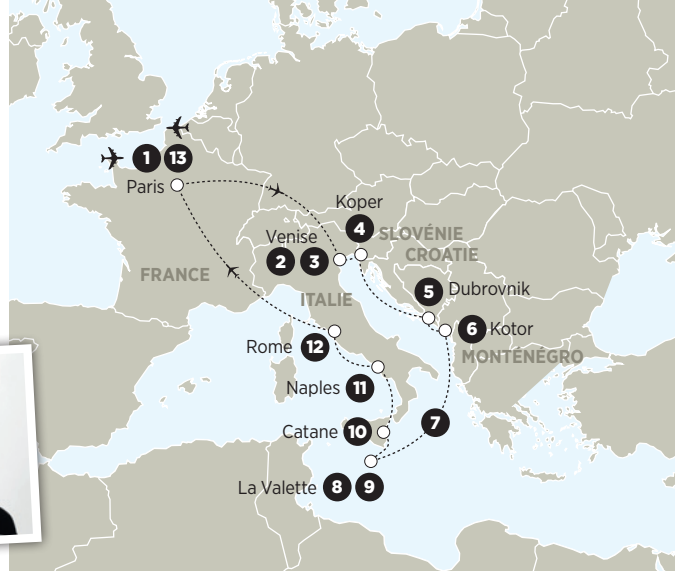 1 13
Paris
Koper
4
SLOVÉNIE
Venise
2 3
CROATIE
FRANCE
5 Dubrovnik
ITALIE
6 Kotor
Rome 12
MONTÉNÉGRO
Naples 11
7
Catane 10
La Valette 8 9